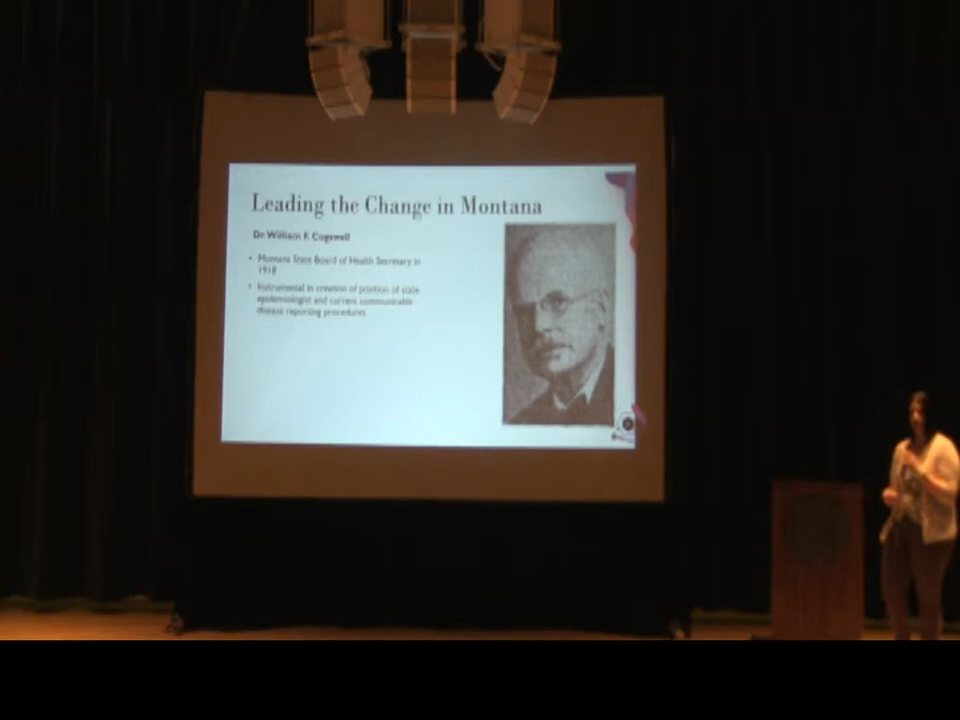 Leading the Change in Montana
Dr. William F. Cogswell
• Montana State Board of Health Secretary in
1918
• Instrumental in creation of position of state
epidemiologist and current communicable
disease reporting procedures